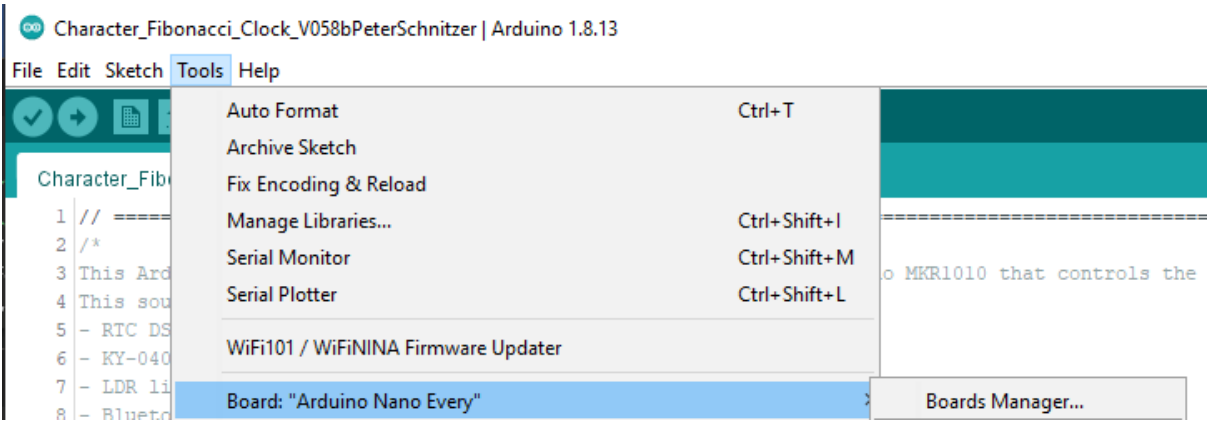 Character_Fibonacci_Clock_V058bPeterSchnitzer | Arduino 1.8.13
File Edit Sketch Tools Help
Auto Format Ctrl+T
Archive Sketch
Character_Fib
Fix Encoding & Reload
1 // =====
Manage Libraries... Ctrl+Shift+I
2 /*
Serial Monitor Ctrl+Shift+M
3 This Ard o MKR1010 that controls the
Serial Plotter Ctrl+Shift+L
4 This sou
5 - RTC DS
WiFi101 / WiFiNINA Firmware Updater
6 - KY-040
7 - LDR li
Board: "Arduino Nano Every" Boards Manager...
8 - Blueto